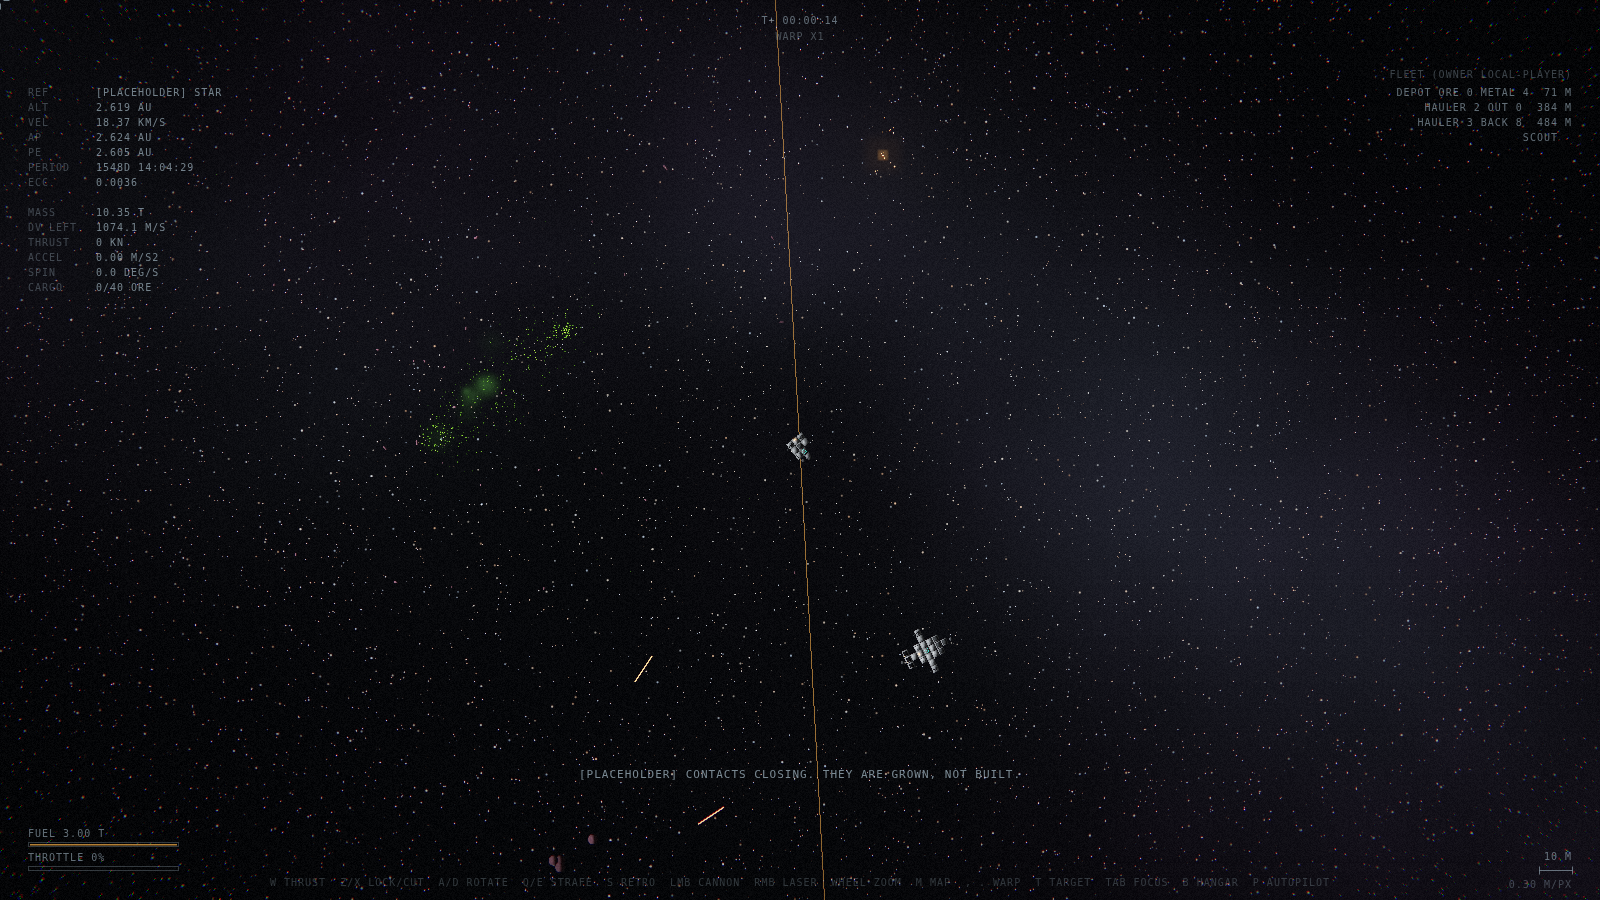 T+ 00:00:14
WARP X1
REF [PLACEHOLDER] STAR
ALT 2.619 AU
VEL 18.37 KM/S
AP 2.624 AU
PE 2.605 AU
PERIOD 1548D 14:04:29
ECC 0.0036
MASS 10.35 T
DV LEFT 1074.1 M/S
THRUST 0 KN
ACCEL 0.00 M/S2
SPIN 0.0 DEG/S
CARGO 0/40 ORE
FLEET (OWNER LOCAL-PLAYER)
DEPOT ORE 0 METAL 4 71 M
HAULER 2 OUT 0 384 M
HAULER 3 BACK 8 484 M
SCOUT
[PLACEHOLDER] CONTACTS CLOSING. THEY ARE GROWN, NOT BUILT.
FUEL 3.00 T
THROTTLE 0%
10 M
0.30 M/PX
W THRUST Z/X LOCK/CUT A/D ROTATE Q/E STRAFE S RETRO LMB CANNON RMB LASER WHEEL ZOOM M MAP WARP T TARGET TAB FOCUS B HANGAR P AUTOPILOT